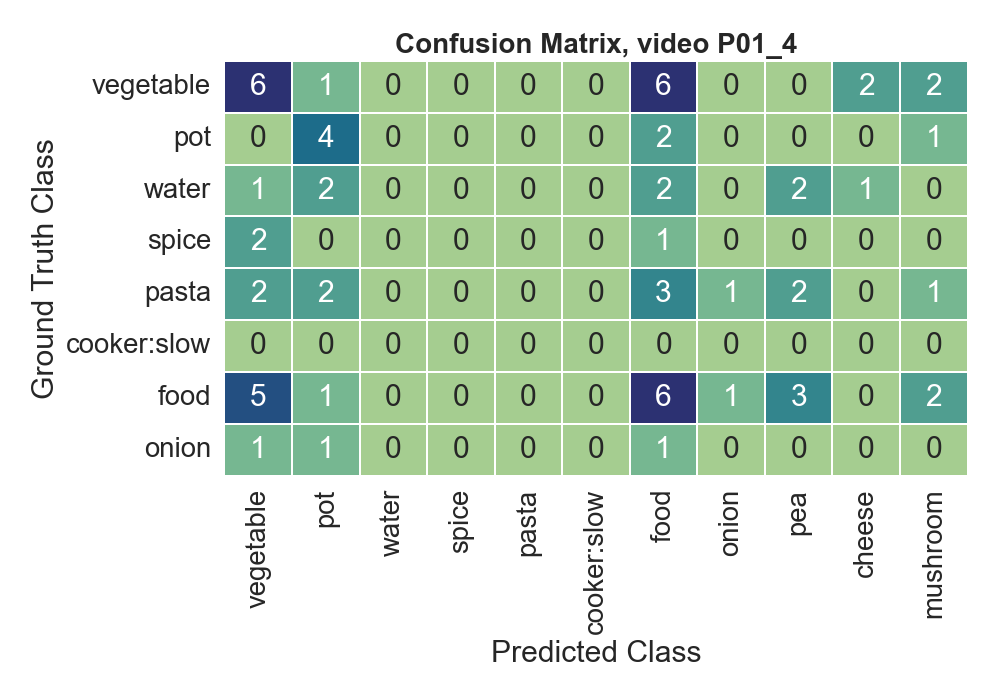 Confusion Matrix, video P01_4
Ground Truth Class
vegetable 6 1 0 0 0 0 6 0 0 2 2
pot 0 4 0 0 0 0 2 0 0 0 1
water 1 2 0 0 0 0 2 0 2 1 0
spice 2 0 0 0 0 0 1 0 0 0 0
pasta 2 2 0 0 0 0 3 1 2 0 1
cooker:slow 0 0 0 0 0 0 0 0 0 0 0
food 5 1 0 0 0 0 6 1 3 0 2
onion 1 1 0 0 0 0 1 0 0 0 0
vegetable pot water spice pasta cooker:slow food onion pea cheese mushroom
Predicted Class